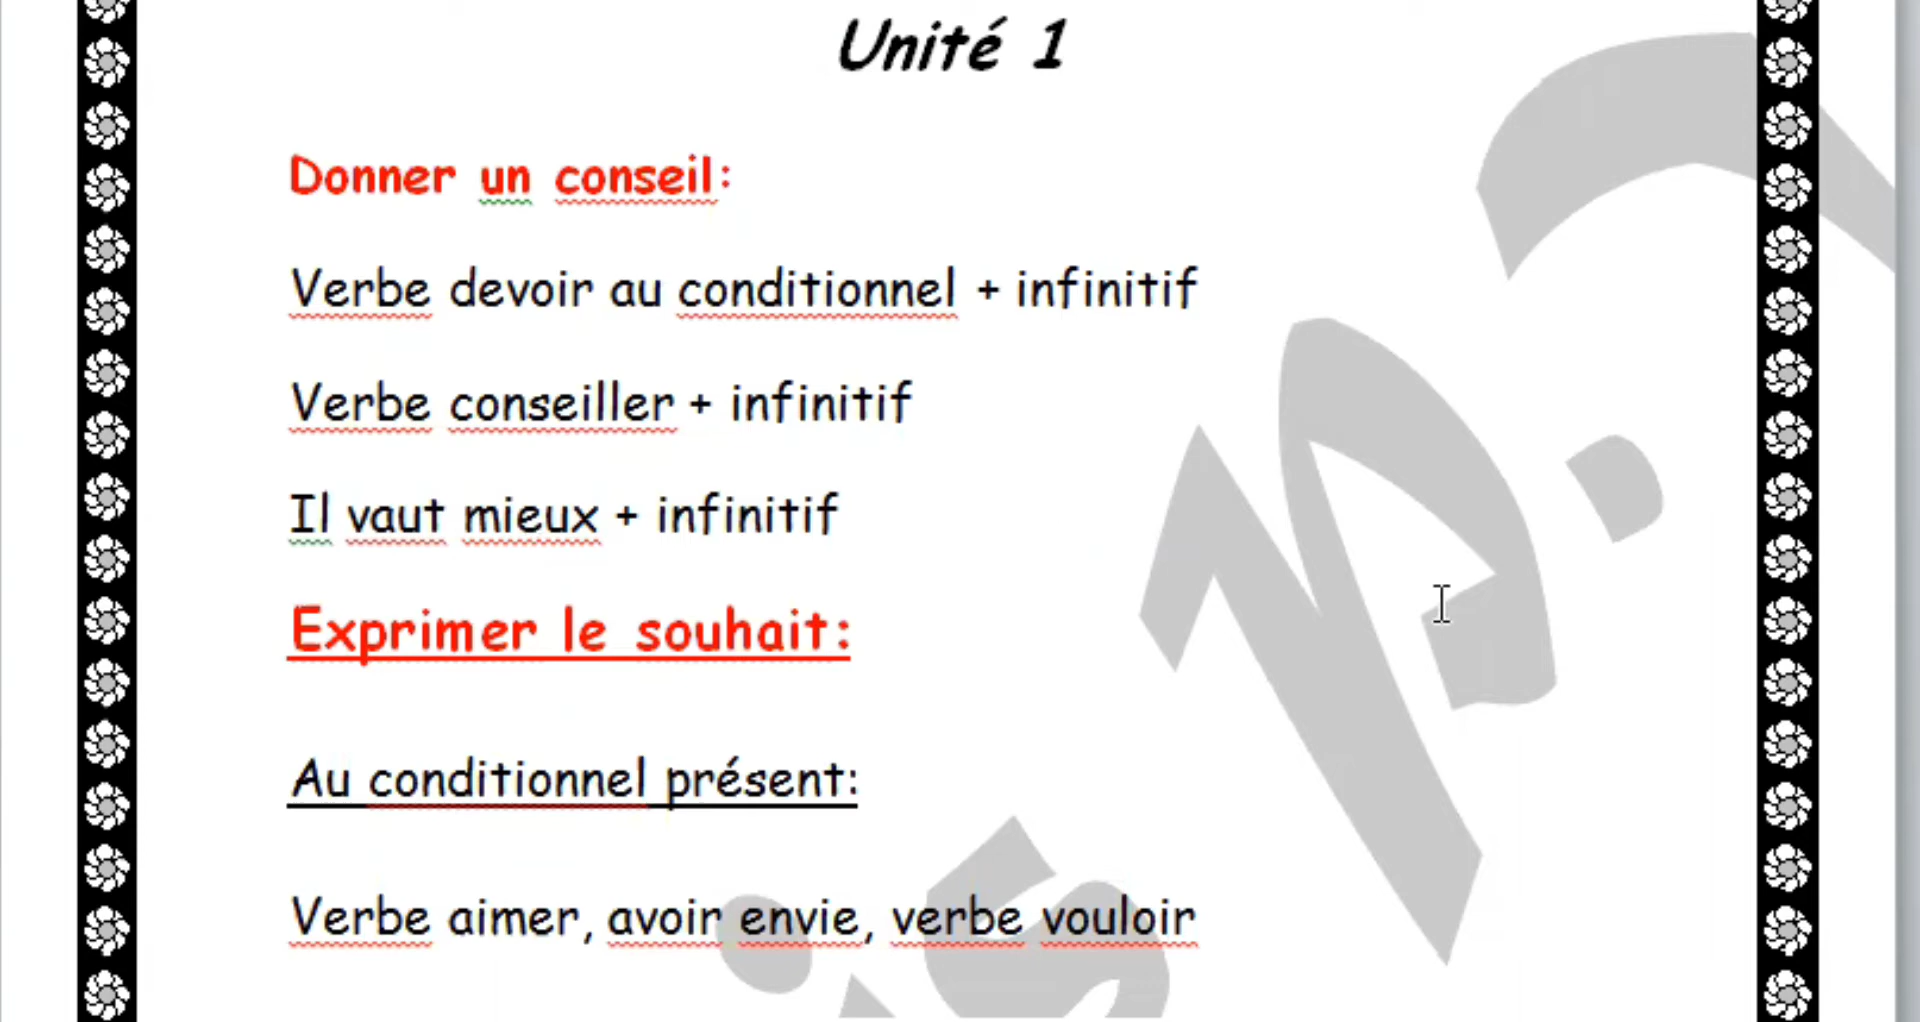 Unité 1
Donner un conseil:
Verbe devoir au conditionnel + infinitif
Verbe conseiller + infinitif
Il vaut mieux + infinitif
Exprimer le souhait:
Au conditionnel présent:
Verbe aimer, avoir envie, verbe vouloir